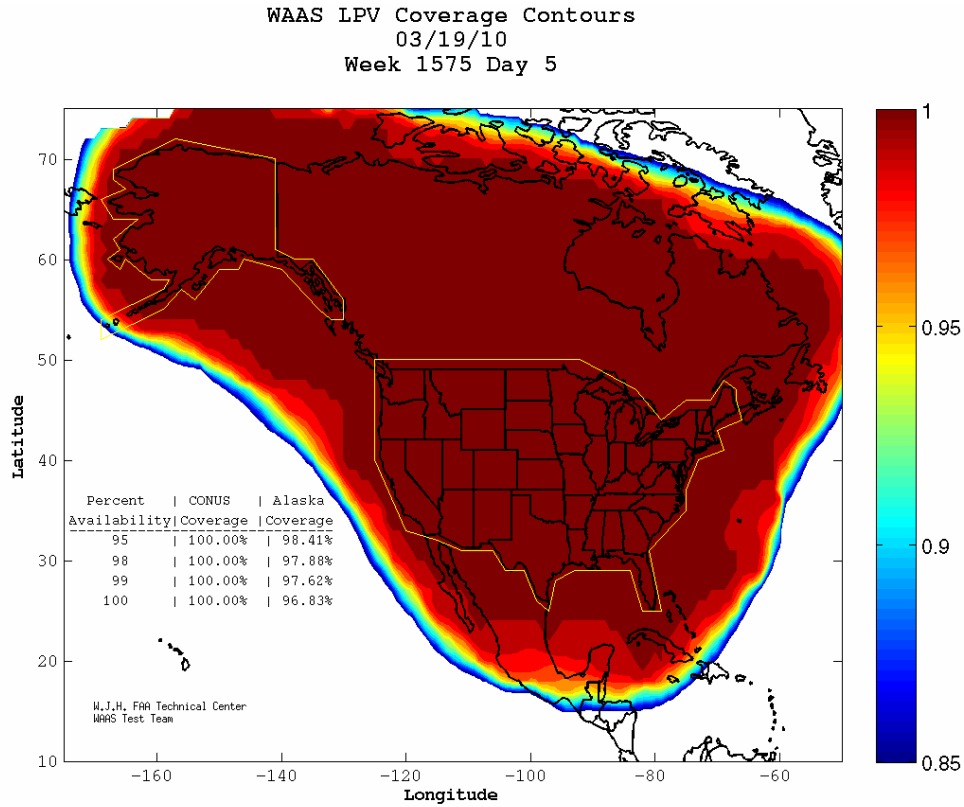 WAAS LPV Coverage Contours
03/19/10
Week 1575 Day 5
70
60
50
40
30
20
10
Latitude
-160
-140
-120
-100
-80
-60
Longitude
Percent | CONUS | Alaska
Availability|Coverage |Coverage
95 | 100.00% | 98.41%
98 | 100.00% | 97.88%
99 | 100.00% | 97.62%
100 | 100.00% | 96.83%
W.J.H. FAA Technical Center
WAAS Test Team
1
0.95
0.9
0.85